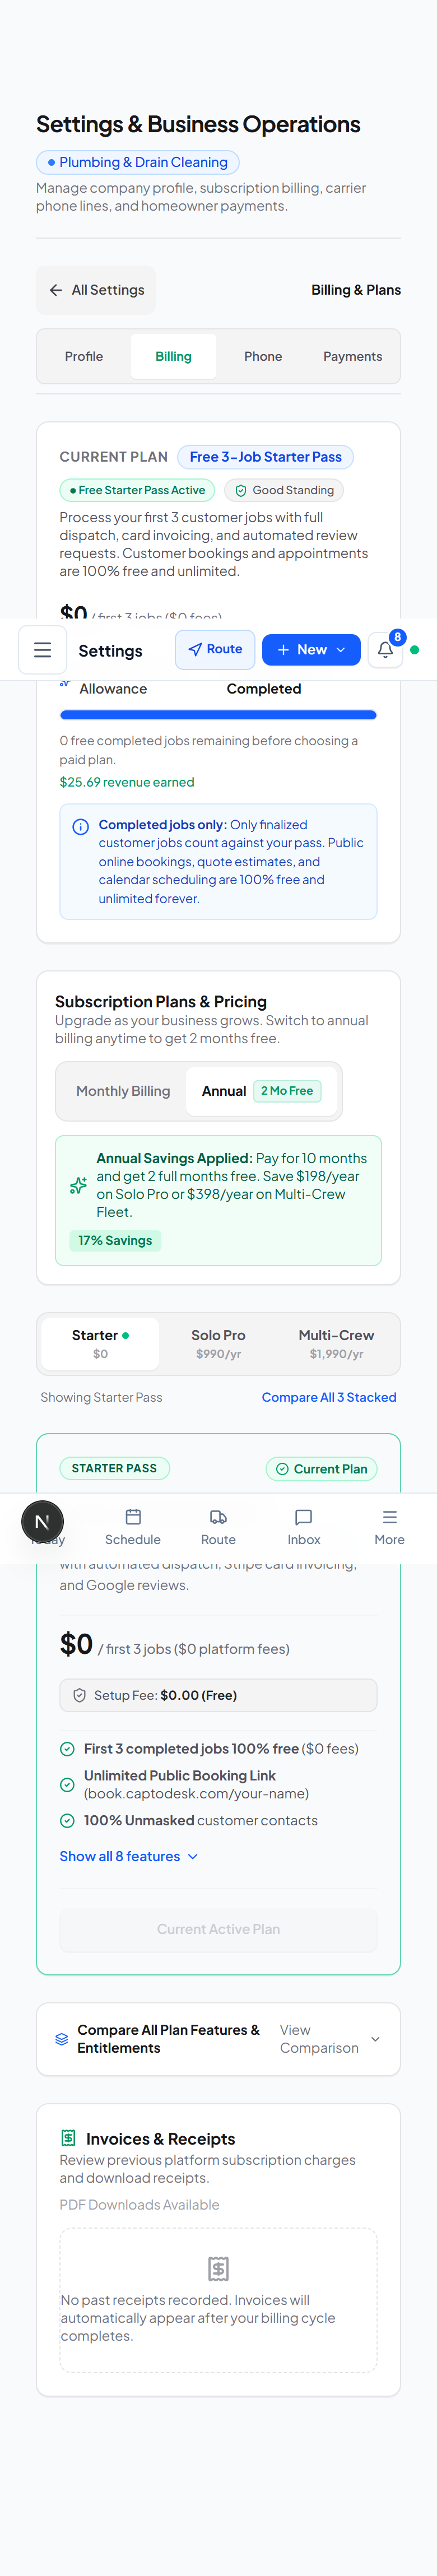 Settings & Business Operations
Plumbing & Drain Cleaning
Manage company profile, subscription billing, carrier
phone lines, and homeowner payments.
All Settings
Billing & Plans
Profile
Billing
Phone
Payments
CURRENT PLAN
Free 3-Job Starter Pass
Free Starter Pass Active
Good Standing
Process your first 3 customer jobs with full
dispatch, card invoicing, and automated review
requests. Customer bookings and appointments
are 100% free and unlimited.
$0 / first 3 jobs ($0 fees)
Settings
Route
New
8
Allowance
Completed
0 free completed jobs remaining before choosing a
paid plan.
$25.69 revenue earned
Completed jobs only: Only finalized
customer jobs count against your pass. Public
online bookings, quote estimates, and
calendar scheduling are 100% free and
unlimited forever.
Subscription Plans & Pricing
Upgrade as your business grows. Switch to annual
billing anytime to get 2 months free.
Monthly Billing
Annual
2 Mo Free
Annual Savings Applied: Pay for 10 months
and get 2 full months free. Save $198/year
on Solo Pro or $398/year on Multi-Crew
Fleet.
17% Savings
Starter
$0
Solo Pro
$990/yr
Multi-Crew
$1,990/yr
Showing Starter Pass
Compare All 3 Stacked
STARTER PASS
Current Plan
N
Schedule
Route
Inbox
More
with automated dispatch, Stripe card invoicing,
and Google reviews.
$0 / first 3 jobs ($0 platform fees)
Setup Fee: $0.00 (Free)
First 3 completed jobs 100% free ($0 fees)
Unlimited Public Booking Link
(book.captodesk.com/your-name)
100% Unmasked customer contacts
Show all 8 features
Current Active Plan
Compare All Plan Features &
Entitlements
View
Comparison
Invoices & Receipts
Review previous platform subscription charges
and download receipts.
PDF Downloads Available
No past receipts recorded. Invoices will
automatically appear after your billing cycle
completes.